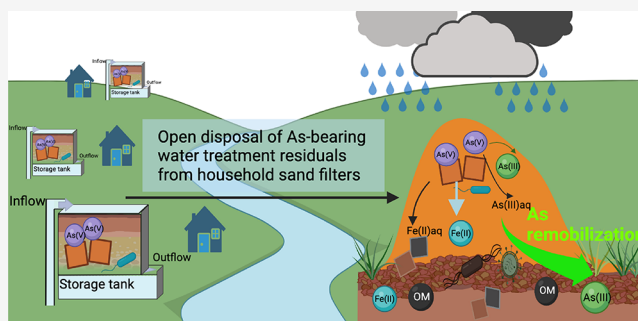 Inflow
Outflow
Storage tank
Inflow
As(V)
As(V)
Outflow
Storage tank
Inflow
As(V)
As(V)
Outflow
Storage tank
Open disposal of As-bearing
water treatment residuals
from household sand filters
As(V)
As(V)
As(III)
As(III)aq
Fe(II)aq
Fe(II)
As
remobilization
Fe(II)
OM
OM
As(III)